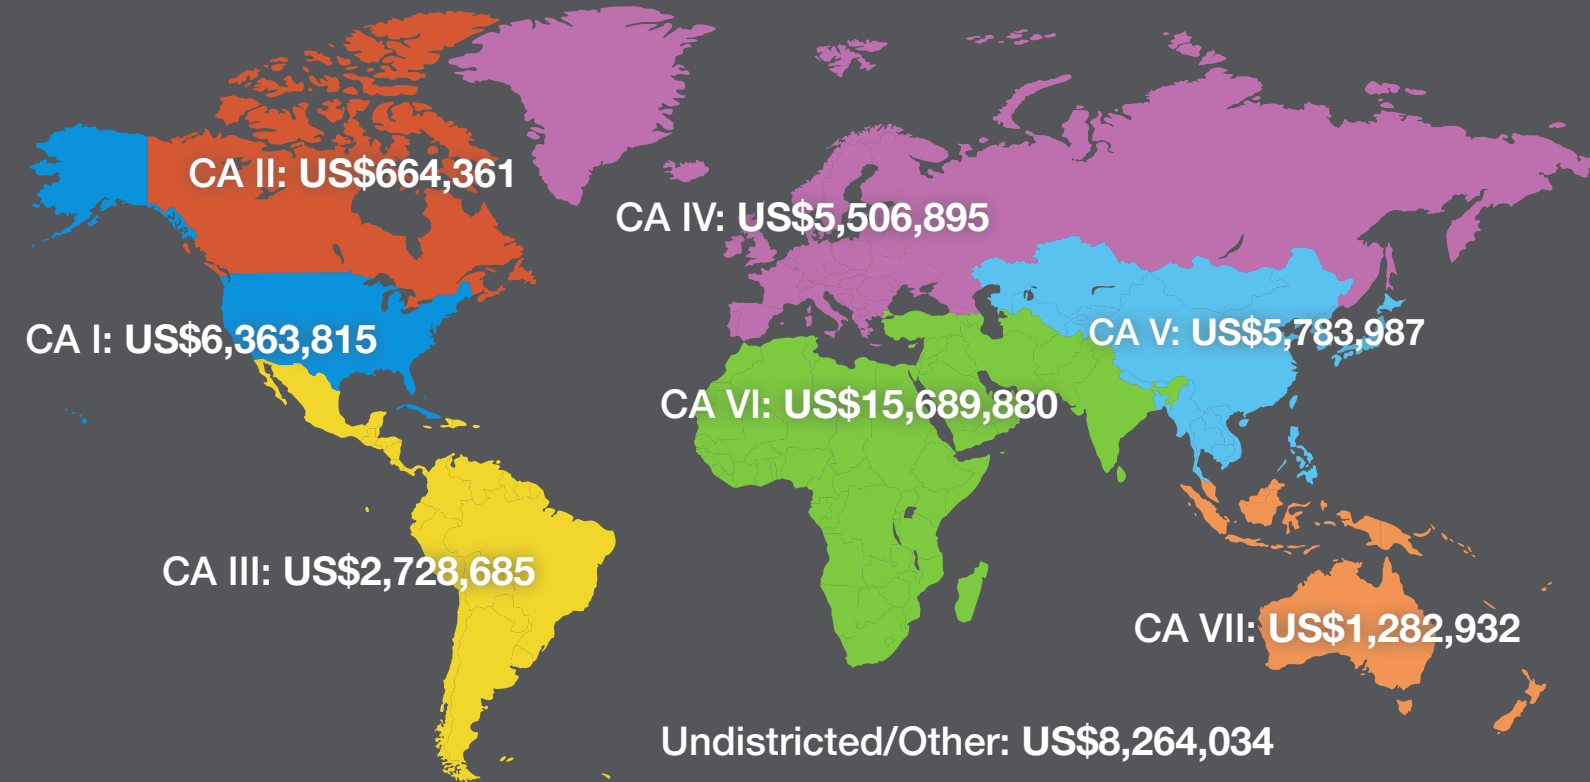 CA II: US$664,361
CA IV: US$5,506,895
CA I: US$6,363,815
CA V: US$5,783,987
CA VI: US$15,689,880
CA III: US$2,728,685
CA VII: US$1,282,932
Undistricted/Other: US$8,264,034